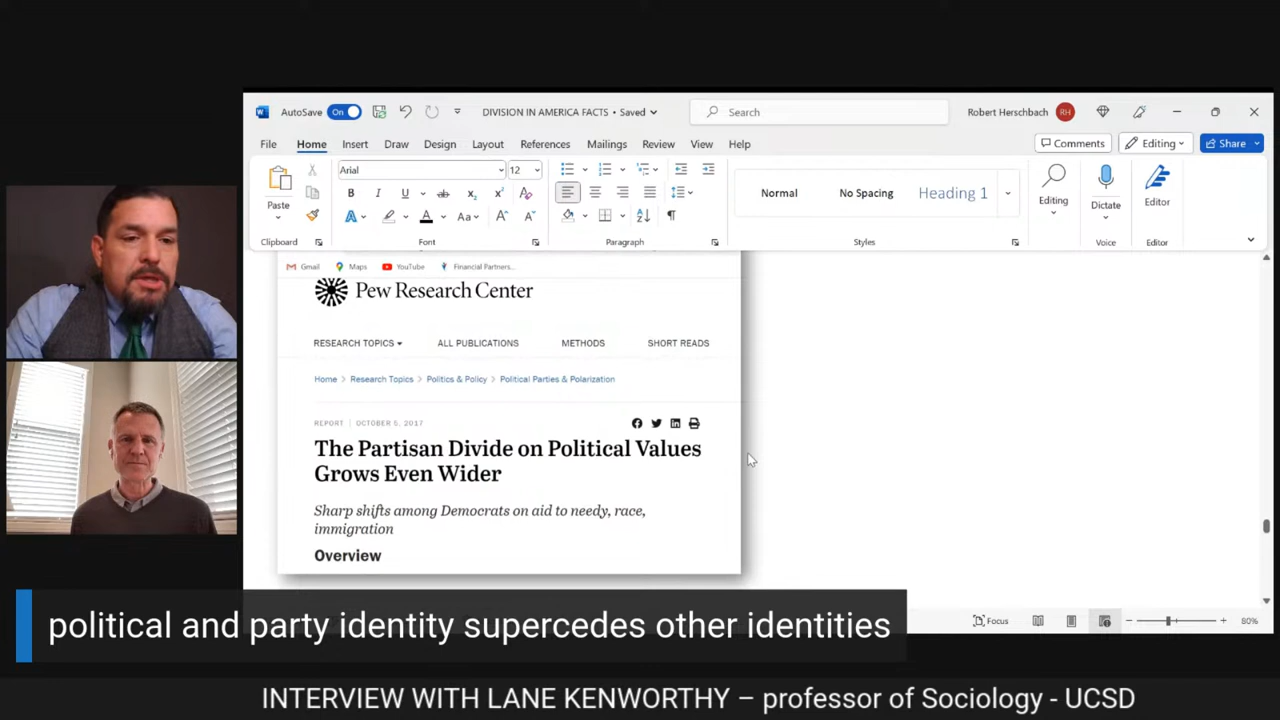 AutoSave On DIVISION IN AMERICA FACTS • Saved Search Robert Herschbach RH
File Home Insert Draw Design Layout References Mailings Review View Help Comments Editing Share
Arial 12
Paste
Normal No Spacing Heading 1
Editing Dictate Editor
Clipboard Font Paragraph Styles Voice Editor
Gmail Maps YouTube Financial Partners...
Pew Research Center
RESEARCH TOPICS ALL PUBLICATIONS METHODS SHORT READS
Home > Research Topics > Politics & Policy > Political Parties & Polarization
REPORT | OCTOBER 5, 2017
The Partisan Divide on Political Values
Grows Even Wider
Sharp shifts among Democrats on aid to needy, race,
immigration
Overview
political and party identity supercedes other identities
Focus 80%
INTERVIEW WITH LANE KENWORTHY – professor of Sociology - UCSD